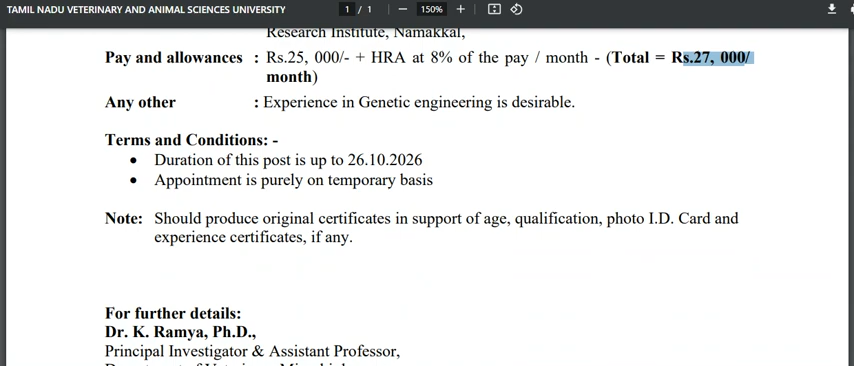 TAMIL NADU VETERINARY AND ANIMAL SCIENCES UNIVERSITY 1 / 1 150%
Research Institute, Namakkal,
Pay and allowances : Rs.25, 000/- + HRA at 8% of the pay / month - (Total = Rs.27, 000/
month)
Any other : Experience in Genetic engineering is desirable.
Terms and Conditions: -
• Duration of this post is up to 26.10.2026
• Appointment is purely on temporary basis
Note: Should produce original certificates in support of age, qualification, photo I.D. Card and
experience certificates, if any.
For further details:
Dr. K. Ramya, Ph.D.,
Principal Investigator & Assistant Professor,